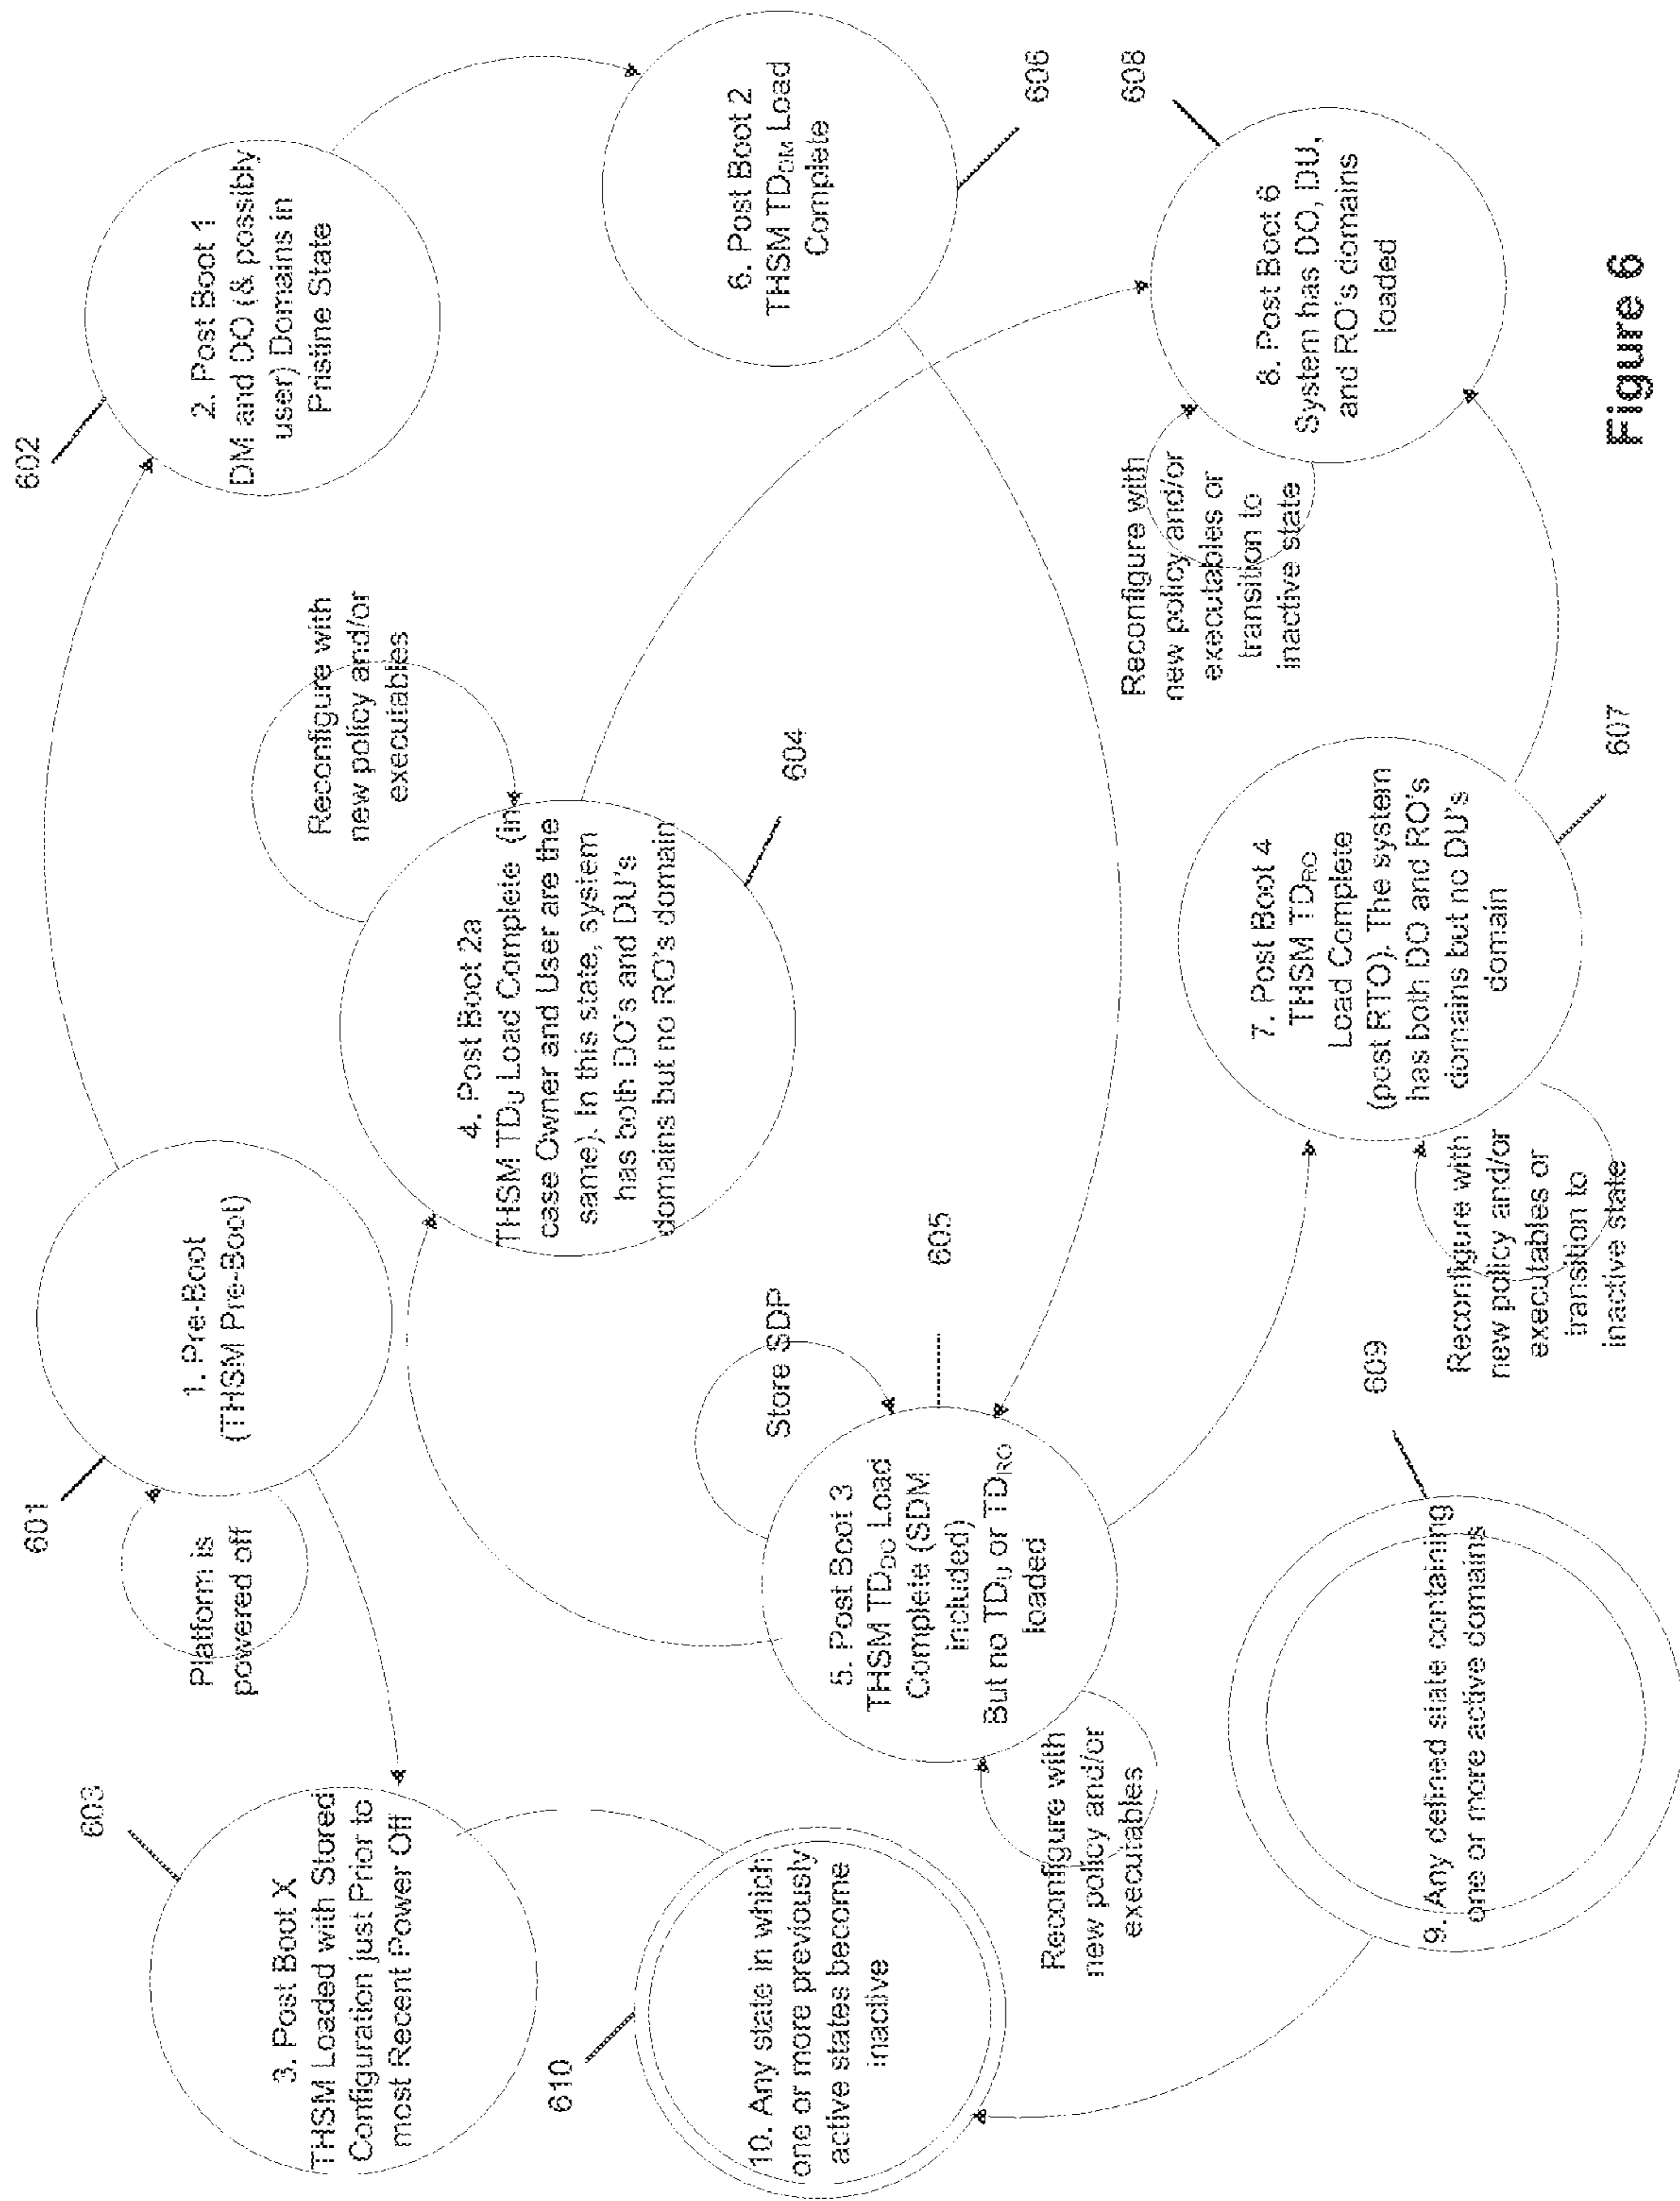 601
1. Pre-Boot
(THSM Pre-Boot)
Platform is
powered off
602
2. Post Boot 1
DM and DO (& possibly
user) Domains in
Pristine State
603
3. Post Boot X
THSM Loaded with Stored
Configuration just Prior to
most Recent Power Off
604
4. Post Boot 2a
THSM TDU Load Complete (in
case Owner and User are the
same). In this state, system
has both DO's and DU's
domains but no RO's domain
Reconfigure with
new policy and/or
executables
605
5. Post Boot 3
THSM TDDO Load
Complete (SDM
included)
But no TDU or TDRO
loaded
Store SDP
Reconfigure with
new policy and/or
executables
606
6. Post Boot 2
THSM TDDM Load
Complete
607
7. Post Boot 4
THSM TDRO
Load Complete
(post RTO). The system
has both DO and RO's
domains but no DU's
domain
Reconfigure with
new policy and/or
executables or
transition to
inactive state
608
8. Post Boot 6
System has DO, DU,
and RO's domains
loaded
Reconfigure with
new policy and/or
executables or
transition to
inactive state
609
9. Any defined state containing
one or more active domains
610
10. Any state in which
one or more previously
active states become
inactive
Figure 6